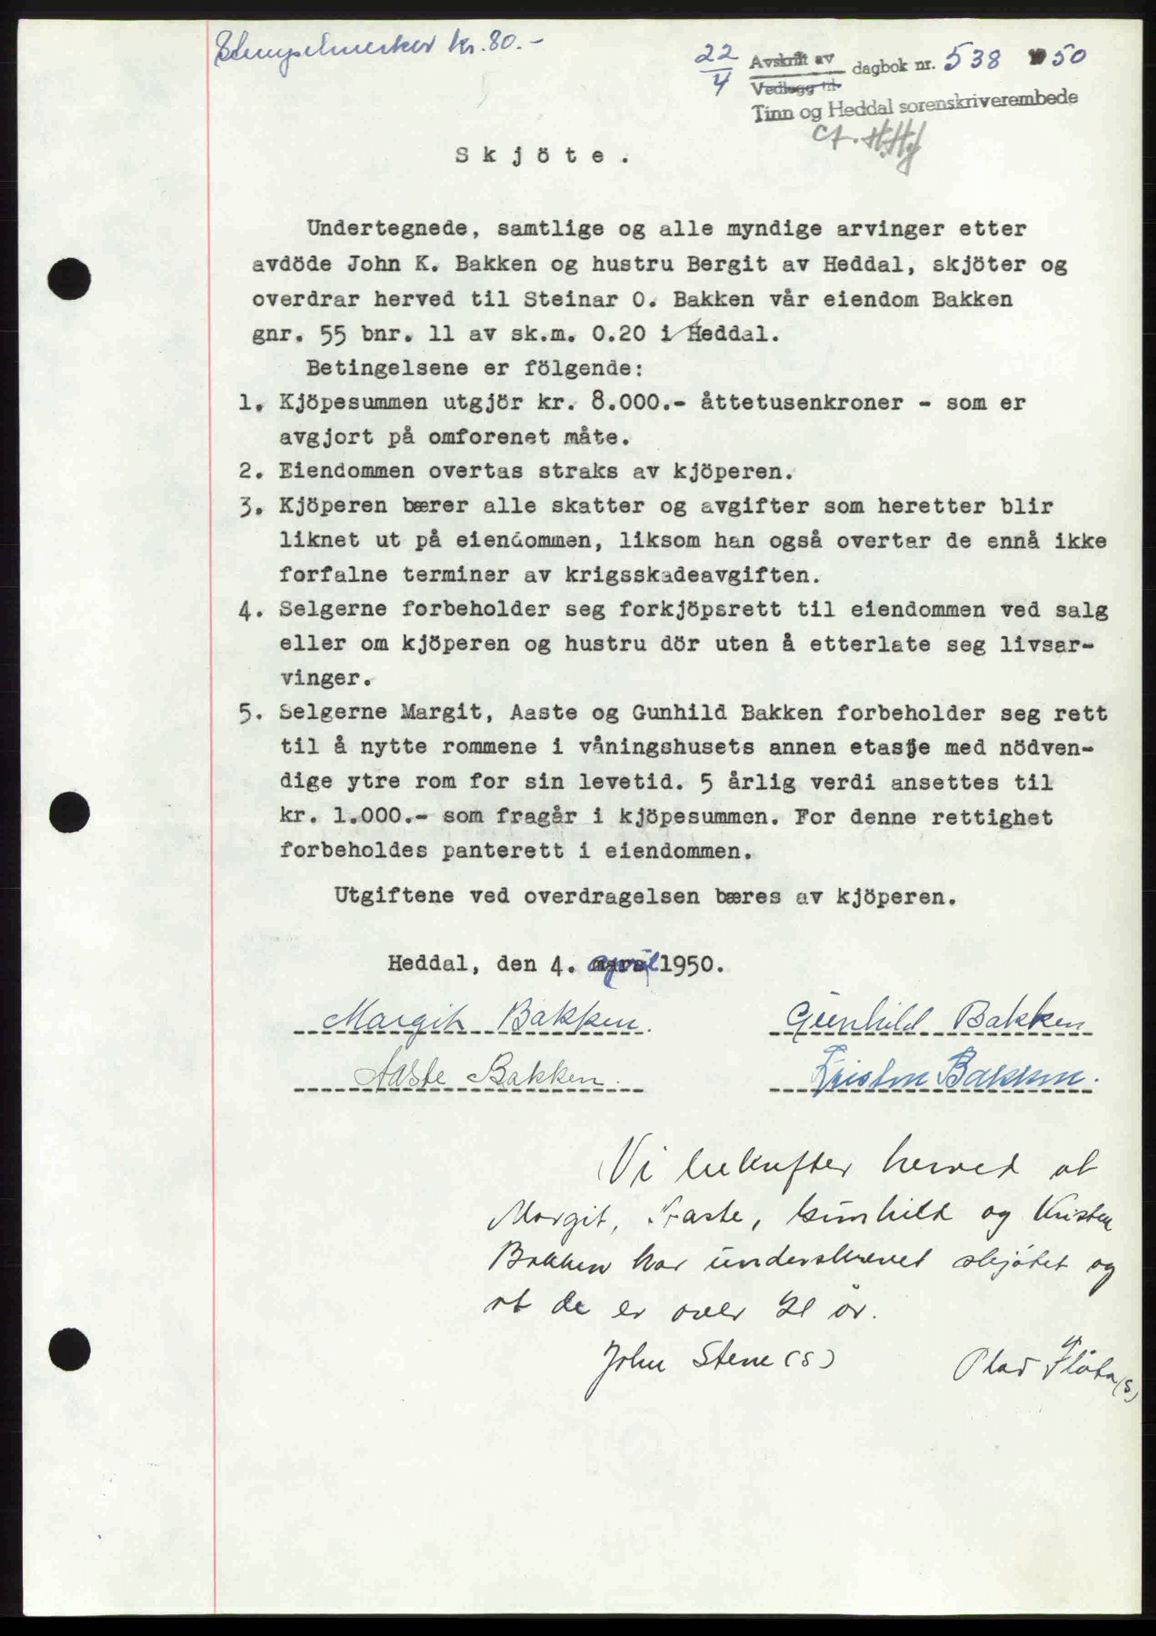 Stempelmerker kr. 80.-
22/4 Avskrift av dagbok nr. 538 1950
Vedlegg til
Tinn og Heddal sorenskriverembede
Skjöte.
Undertegnede, samtlige og alle myndige arvinger etter
avdöde John K. Bakken og hustru Bergit av Heddal, skjöter og
overdrar herved til Steinar O. Bakken vår eiendom Bakken
gnr. 55 bnr. 11 av sk.m. 0.20 i Heddal.
Betingelsene er fölgende:
1. Kjöpesummen utgjör kr. 8.000.- åttetusenkroner - som er
avgjort på omforenet måte.
2. Eiendommen overtas straks av kjöperen.
3. Kjöperen bærer alle skatter og avgifter som heretter blir
liknet ut på eiendommen, liksom han også overtar de ennå ikke
forfalne terminer av krigsskadeavgiften.
4. Selgerne forbeholder seg forkjöpsrett til eiendommen ved salg
eller om kjöperen og hustru dör uten å etterlate seg livsar-
vinger.
5. Selgerne Margit, Aaste og Gunhild Bakken forbeholder seg rett
til å nytte rommene i våningshusets annen etasje med nödven-
dige ytre rom for sin levetid. 5 årlig verdi ansettes til
kr. 1.000.- som fragår i kjöpesummen. For denne rettighet
forbeholdes panterett i eiendommen.
Utgiftene ved overdragelsen bæres av kjöperen.
Heddal, den 4. april 1950.
Margit Bakken. Gunhild Bakken
Aaste Bakken. Kristen Bakken.
Vi bekrefter herved at
Margit, Aaste, Gunhild og Kristen
Bakken har underskrevet skjötet og
at de er over 21 år.
John Stene (s) Olav Flöta (s)